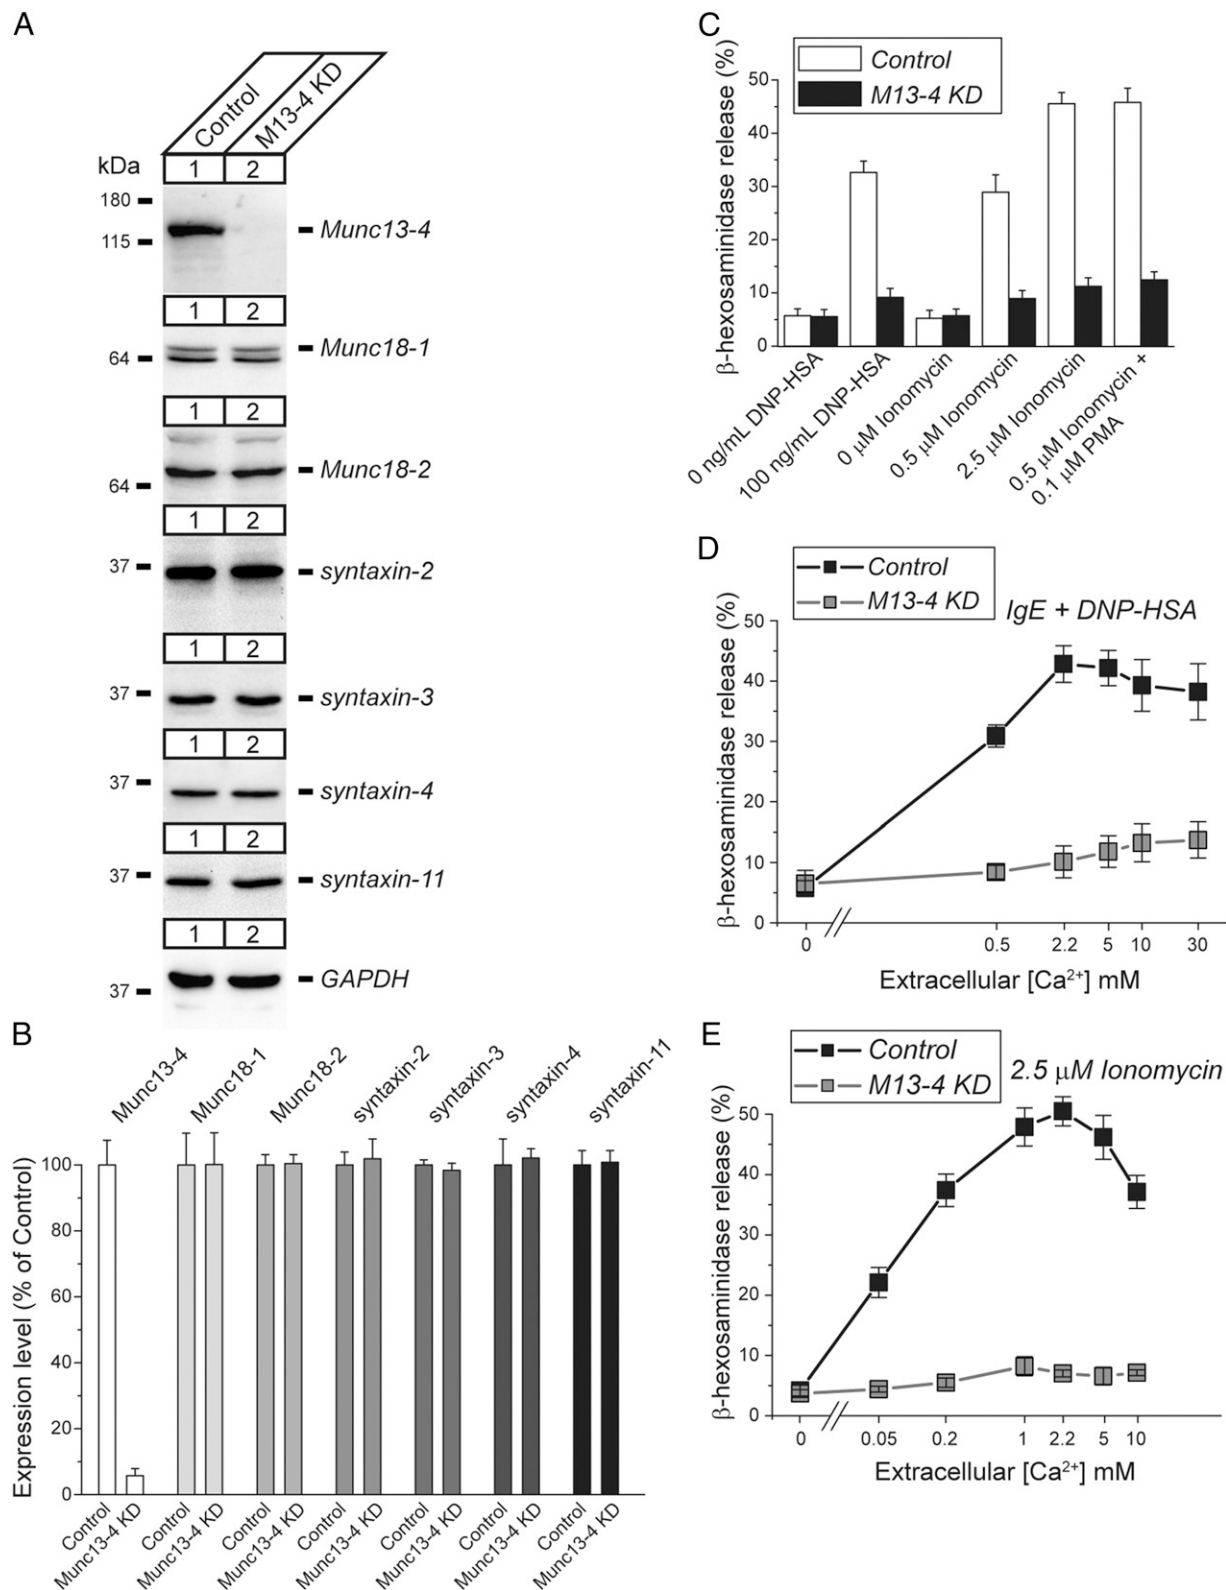 A
Control
M13-4 KD
kDa
1 2
180
115
Munc13-4
1 2
64
Munc18-1
1 2
64
Munc18-2
1 2
37
syntaxin-2
1 2
37
syntaxin-3
1 2
37
syntaxin-4
1 2
37
syntaxin-11
1 2
37
GAPDH
B
Munc13-4
Munc18-1
Munc18-2
syntaxin-2
syntaxin-3
syntaxin-4
syntaxin-11
Expression level (% of Control)
100
80
60
40
20
0
Control
Munc13-4 KD
Control
Munc13-4 KD
Control
Munc13-4 KD
Control
Munc13-4 KD
Control
Munc13-4 KD
Control
Munc13-4 KD
Control
Munc13-4 KD
C
Control
M13-4 KD
β-hexosaminidase release (%)
50
40
30
20
10
0
0 ng/mL DNP-HSA
100 ng/mL DNP-HSA
0 μM Ionomycin
0.5 μM Ionomycin
2.5 μM Ionomycin
0.5 μM Ionomycin +
0.1 μM PMA
D
Control
M13-4 KD
IgE + DNP-HSA
β-hexosaminidase release (%)
50
40
30
20
10
0
0 0.5 2.2 5 10 30
Extracellular [Ca²⁺] mM
E
Control
M13-4 KD
2.5 μM Ionomycin
β-hexosaminidase release (%)
50
40
30
20
10
0
0 0.05 0.2 1 2.2 5 10
Extracellular [Ca²⁺] mM